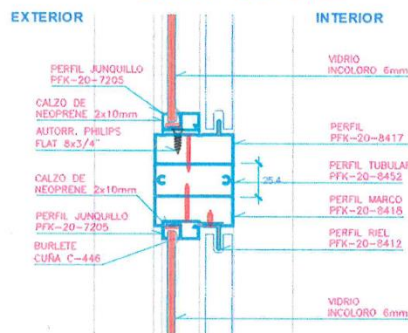 EXTERIOR
INTERIOR
PERFIL JUNQUILLO
PFK-20-7205
CALZO DE
NEOPRENE 2x10mm
AUTORR. PHILIPS
FLAT 8x3/4"
CALZO DE
NEOPRENE 2x10mm
PERFIL JUNQUILLO
PFK-20-7205
BURLETE
CUÑA C-446
VIDRIO
INCOLORO 6mm
PERFIL
PFK-20-8417
PERFIL TUBULAR
PFK-20-8452
25.4
PERFIL MARCO
PFK-20-8418
PERFIL RIEL
PFK-20-8412
VIDRIO
INCOLORO 6mm